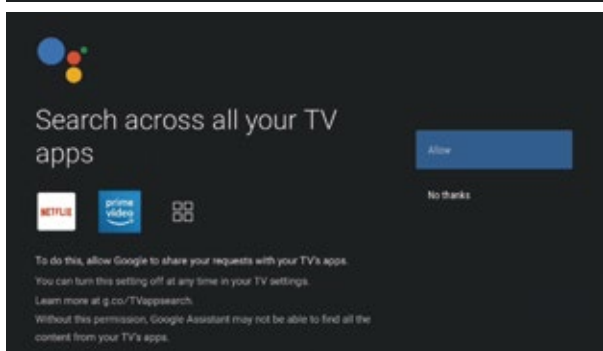 Search across all your TV
apps
NETFLIX
prime
video
Allow
No thanks
To do this, allow Google to share your requests with your TV's apps.
You can turn this setting off at any time in your TV settings.
Learn more at g.co/TVappsearch.
Without this permission, Google Assistant may not be able to find all the
content from your TV's apps.